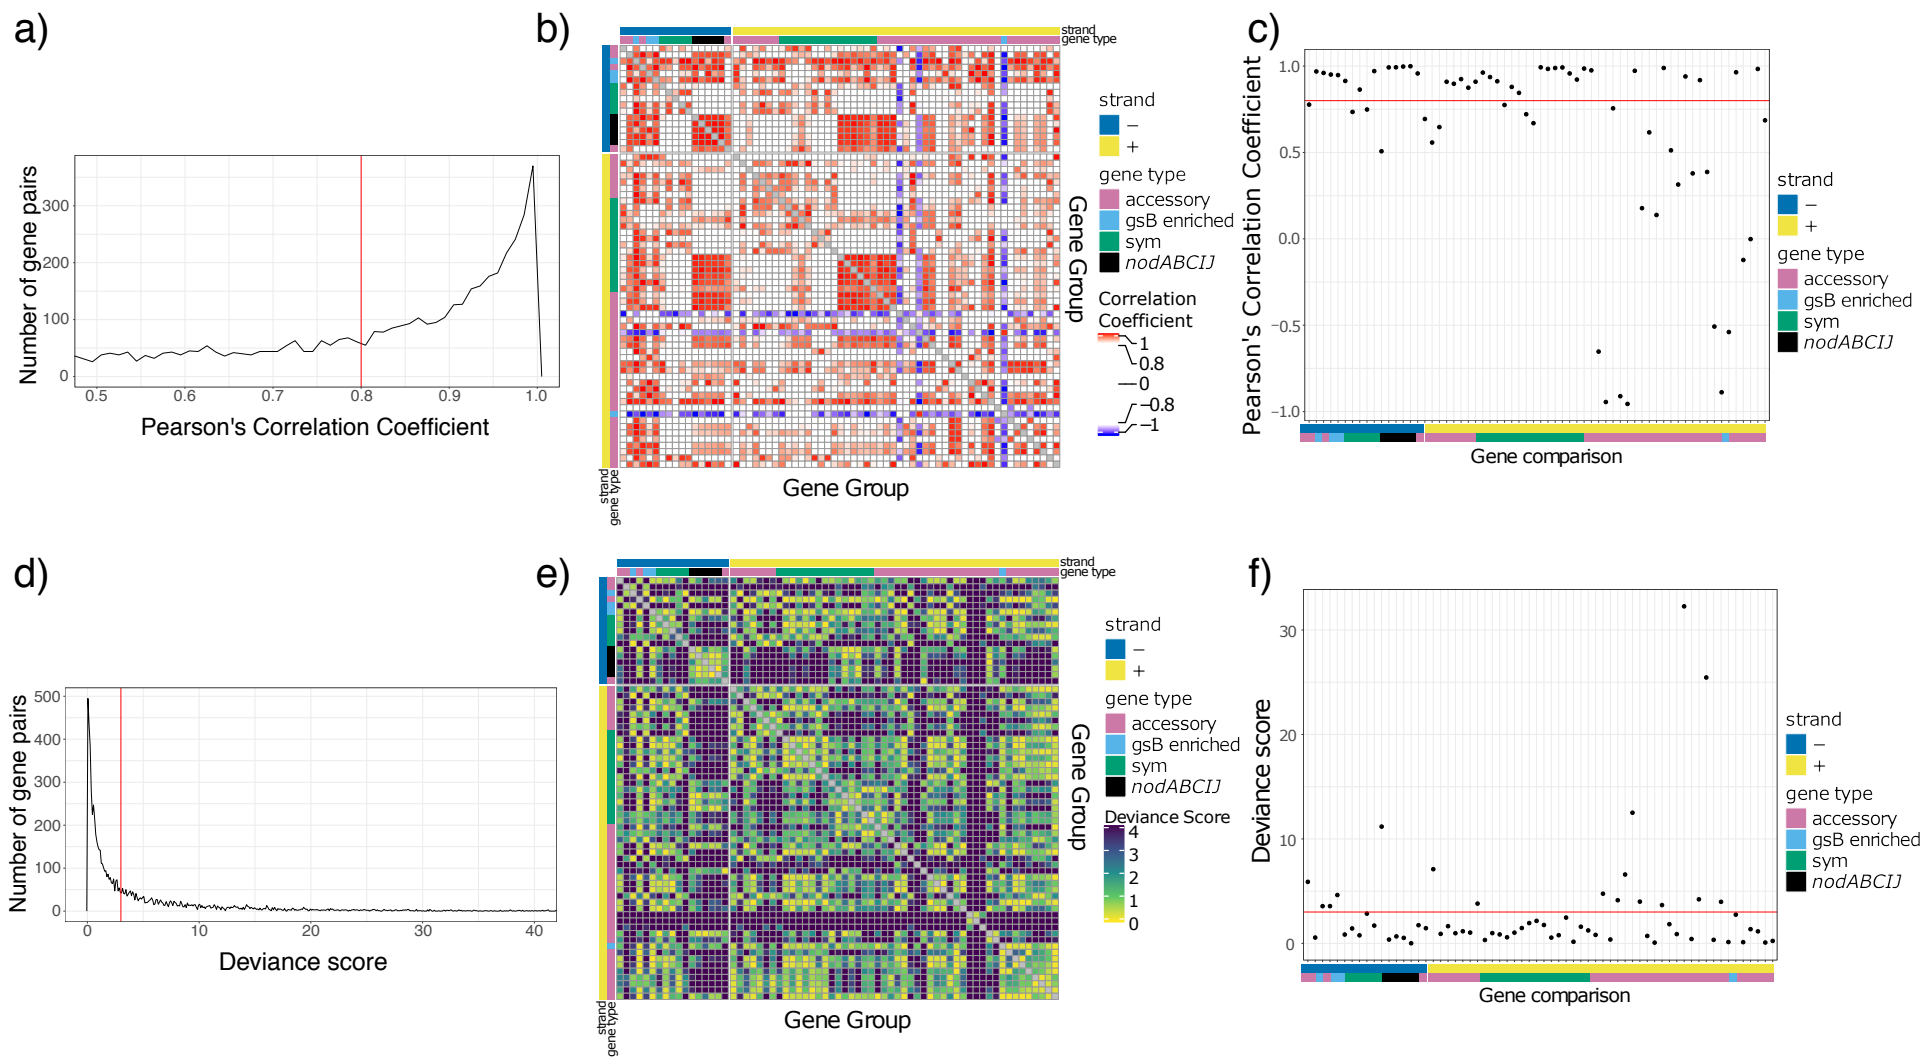 a)
Number of gene pairs
300
200
100
0
0.5
0.6
0.7
0.8
0.9
1.0
Pearson's Correlation Coefficient
b)
strand
gene type
strand
gene type
Gene Group
Gene Group
strand
−
+
gene type
accessory
gsB enriched
sym
nodABCIJ
Correlation
Coefficient
1
0.8
0
−0.8
−1
c)
Pearson's Correlation Coefficient
1.0
0.5
0.0
−0.5
−1.0
Gene comparison
strand
−
+
gene type
accessory
gsB enriched
sym
nodABCIJ
d)
Number of gene pairs
500
400
300
200
100
0
0
10
20
30
40
Deviance score
e)
strand
gene type
strand
gene type
Gene Group
Gene Group
strand
−
+
gene type
accessory
gsB enriched
sym
nodABCIJ
Deviance Score
4
3
2
1
0
f)
Deviance score
30
20
10
0
Gene comparison
strand
−
+
gene type
accessory
gsB enriched
sym
nodABCIJ